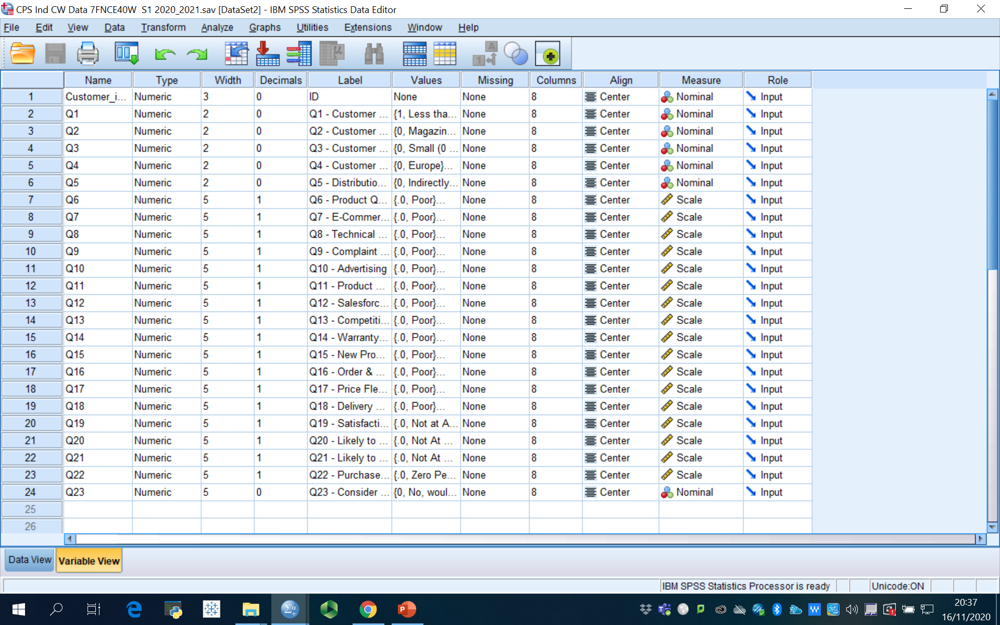 CPS Ind CW Data 7FNCE40W  S1 2020_2021.sav [DataSet2] - IBM SPSS Statistics Data Editor
File Edit View Data Transform Analyze Graphs Utilities Extensions Window Help
Name Type Width Decimals Label Values Missing Columns Align Measure Role
1 Customer_i... Numeric 3 0 ID None None 8 Center Nominal Input
2 Q1 Numeric 2 0 Q1 - Customer ... {1, Less tha... None 8 Center Nominal Input
3 Q2 Numeric 2 0 Q2 - Customer ... {0, Magazin... None 8 Center Nominal Input
4 Q3 Numeric 2 0 Q3 - Customer ... {0, Small (0 ... None 8 Center Nominal Input
5 Q4 Numeric 2 0 Q4 - Customer ... {0, Europe}... None 8 Center Nominal Input
6 Q5 Numeric 2 0 Q5 - Distributio... {0, Indirectly... None 8 Center Nominal Input
7 Q6 Numeric 5 1 Q6 - Product Q... {.0, Poor}... None 8 Center Scale Input
8 Q7 Numeric 5 1 Q7 - E-Commer... {.0, Poor}... None 8 Center Scale Input
9 Q8 Numeric 5 1 Q8 - Technical ... {.0, Poor}... None 8 Center Scale Input
10 Q9 Numeric 5 1 Q9 - Complaint ... {.0, Poor}... None 8 Center Scale Input
11 Q10 Numeric 5 1 Q10 - Advertising {.0, Poor}... None 8 Center Scale Input
12 Q11 Numeric 5 1 Q11 - Product ... {.0, Poor}... None 8 Center Scale Input
13 Q12 Numeric 5 1 Q12 - Salesforc... {.0, Poor}... None 8 Center Scale Input
14 Q13 Numeric 5 1 Q13 - Competiti... {.0, Poor}... None 8 Center Scale Input
15 Q14 Numeric 5 1 Q14 - Warranty... {.0, Poor}... None 8 Center Scale Input
16 Q15 Numeric 5 1 Q15 - New Pro... {.0, Poor}... None 8 Center Scale Input
17 Q16 Numeric 5 1 Q16 - Order & ... {.0, Poor}... None 8 Center Scale Input
18 Q17 Numeric 5 1 Q17 - Price Fle... {.0, Poor}... None 8 Center Scale Input
19 Q18 Numeric 5 1 Q18 - Delivery ... {.0, Poor}... None 8 Center Scale Input
20 Q19 Numeric 5 1 Q19 - Satisfacti... {.0, Not at A... None 8 Center Scale Input
21 Q20 Numeric 5 1 Q20 - Likely to ... {.0, Not At ... None 8 Center Scale Input
22 Q21 Numeric 5 1 Q21 - Likely to ... {.0, Not At ... None 8 Center Scale Input
23 Q22 Numeric 5 1 Q22 - Purchase... {.0, Zero Pe... None 8 Center Scale Input
24 Q23 Numeric 5 0 Q23 - Consider ... {0, No, woul... None 8 Center Nominal Input
25
26
Data View Variable View
IBM SPSS Statistics Processor is ready Unicode:ON
20:37
16/11/2020